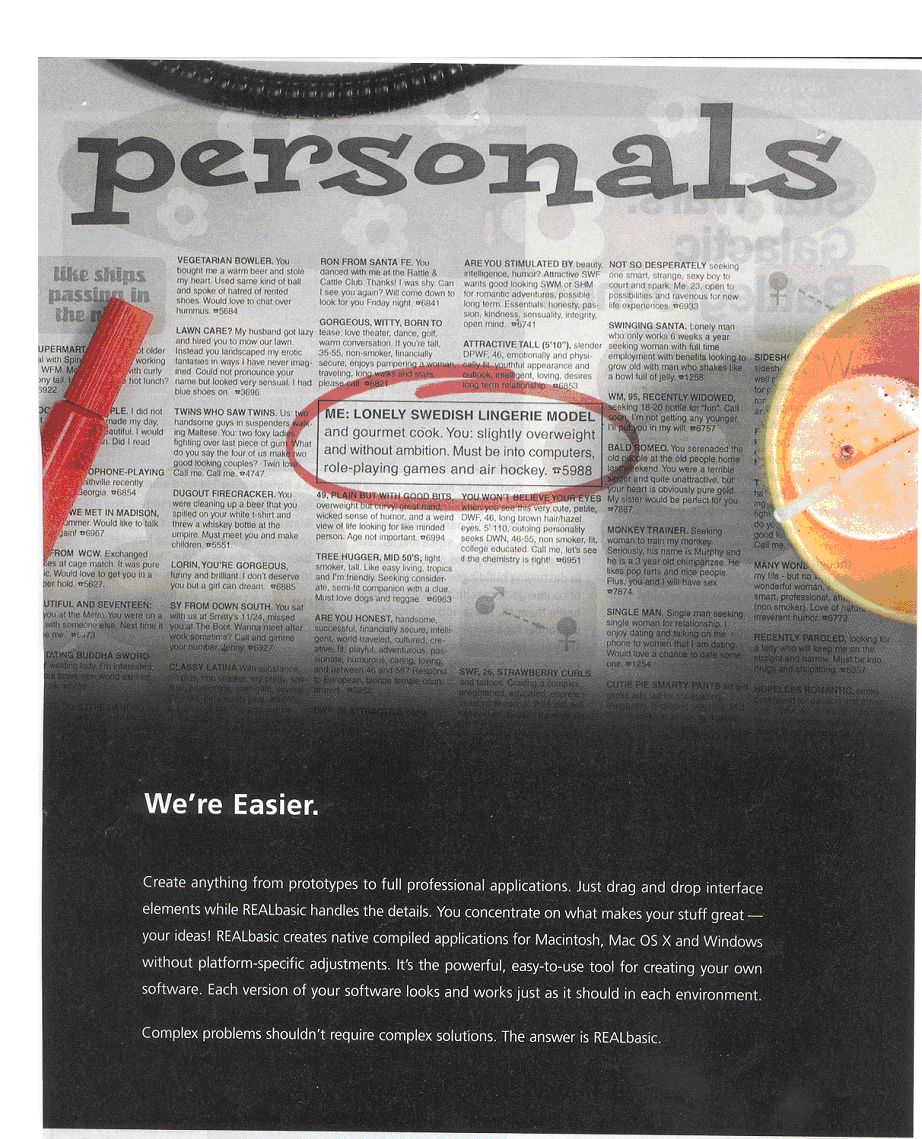 personals
like ships
passing in
the
VEGETARIAN BOWLER. You
bought me a warm beer and stole
my heart. Used same kind of ball
and spoke of hatred of rented
shoes. Would love to chat over
hummus. ☎5684
LAWN CARE? My husband got lazy
and hired you to mow our lawn.
Instead you landscaped my erotic
fantasies in ways I have never imag-
ined. Could not pronounce your
name but looked very sensual. I had
blue shoes on. ☎3696
TWINS WHO SAW TWINS. Us: two
handsome guys in suspenders walk-
ing Maltese. You: two foxy ladies
fighting over last piece of gum. What
do you say the four of us make two
good looking couples? Twin love
Call me. Call me. ☎4747
DUGOUT FIRECRACKER. You
were cleaning up a beer that you
spilled on your white t-shirt and
threw a whiskey bottle at the
umpire. Must meet you and make
children. ☎5551
LORIN, YOU'RE GORGEOUS,
funny and brilliant. I don't deserve
you but a girl can dream. ☎6885
SY FROM DOWN SOUTH. You sat
with us at Smitty's 11/24, missed
you at The Boot. Wanna meet after
work sometime? Call and gimme
your number. Jenny. ☎6927
CLASSY LATINA With substance,
RON FROM SANTA FE. You
danced with me at the Rattle &
Cattle Club. Thanks! I was shy. Can
I see you again? Will come down to
look for you Friday night. ☎6841
GORGEOUS, WITTY, BORN TO
tease. love theater, dance, golf,
warm conversation. If you're tall,
35-55, non-smoker, financially
secure, enjoys pampering a woman,
traveling, long walks and stats,
please call. ☎6821
ME: LONELY SWEDISH LINGERIE MODEL
and gourmet cook. You: slightly overweight
and without ambition. Must be into computers,
role-playing games and air hockey. ☎5988
49, PLAIN BUT WITH GOOD BITS,
overweight but curvy, great mind,
wicked sense of humor, and a weird
view of life looking for like minded
person. Age not important. ☎6994
TREE HUGGER, MID 50'S, light
smoker, tall. Like easy living, tropics
and I'm friendly. Seeking consider-
ate, semi-fit companion with a clue.
Must love dogs and reggae. ☎6963
ARE YOU HONEST, handsome,
successful, financially secure, intelli-
gent, world traveled, cultured, cre-
ative, fit, playful, adventurous, pas-
sionate, humorous, caring, loving,
and between 46 and 58? Respond
to European, blonde female coun-
ARE YOU STIMULATED BY beauty,
intelligence, humor? Attractive SWF
wants good looking SWM or SHM
for romantic adventures, possible
long term. Essentials: honesty, pas-
sion, kindness, sensuality, integrity,
open mind. ☎6741
ATTRACTIVE TALL (5'10"), slender
DPWF, 46, emotionally and physi-
cally fit, youthful appearance and
outlook, intelligent, loving, desires
long term relationship. ☎6853
YOU WON'T BELIEVE YOUR EYES
when you see this very cute, petite,
DWF, 46, long brown hair/hazel
eyes, 5' 110, outgoing personality
seeks DWN, 46-55, non smoker, fit,
college educated. Call me, let's see
if the chemistry is right! ☎6951
SWF, 26, STRAWBERRY CURLS
and tattoos. Craving a complex,
NOT SO DESPERATELY seeking
one smart, strange, sexy boy to
court and spark. Me: 23, open to
possibilities and ravenous for new
life experiences. ☎6933
SWINGING SANTA. Lonely man
who only works 6 weeks a year
seeking woman with full time
employment with benefits looking to
grow old with man who shakes like
a bowl full of jelly. ☎1258
WM, 95, RECENTLY WIDOWED,
seeking 18-20 hottie for "fun". Call
soon, I'm not getting any younger.
I'll put you in my will. ☎6757
BALD ROMEO. You serenaded the
old people at the old people home
last weekend. You were a terrible
singer and quite unattractive, but
your heart is obviously pure gold.
My sister would be perfect for you.
☎7887
MONKEY TRAINER. Seeking
woman to train my monkey.
Seriously, his name is Murphy and
he is a 3 year old chimpanzee. He
likes pop tarts and nice people.
Plus, you and I will have sex.
☎7874
SINGLE MAN. Single man seeking
single woman for relationship. I
enjoy dating and talking on the
phone to women that I am dating.
Would love a chance to date some-
one. ☎1254
CUTIE PIE SMARTY PANTS
RECENTLY PAROLED, looking for
a lady who will keep me on the
straight and narrow. Must be into
drugs and shoplifting. ☎6357
HOPELESS ROMANTIC, seeks
We're Easier.
Create anything from prototypes to full professional applications. Just drag and drop interface
elements while REALbasic handles the details. You concentrate on what makes your stuff great —
your ideas! REALbasic creates native compiled applications for Macintosh, Mac OS X and Windows
without platform-specific adjustments. It's the powerful, easy-to-use tool for creating your own
software. Each version of your software looks and works just as it should in each environment.
Complex problems shouldn't require complex solutions. The answer is REALbasic.